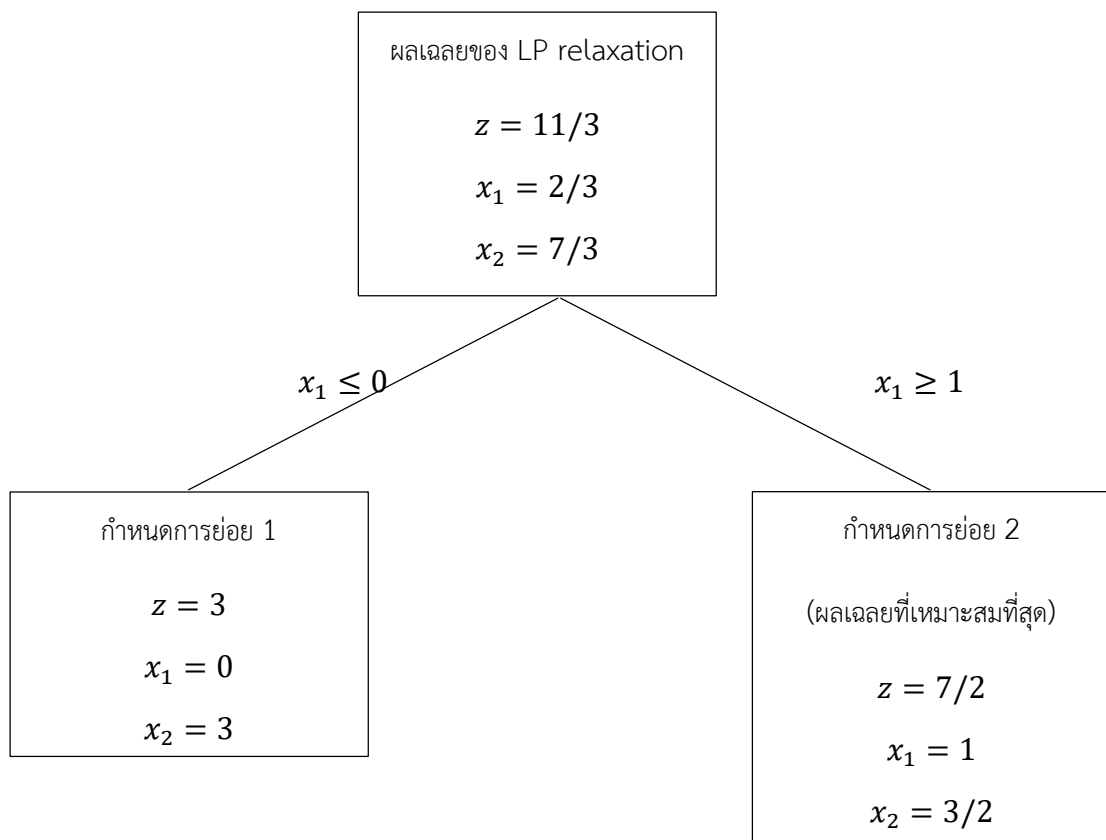 ผลเฉลยของ LP relaxation
z = 11/3
x₁ = 2/3
x₂ = 7/3
x₁ ≤ 0
x₁ ≥ 1
กำหนดการย่อย 1
z = 3
x₁ = 0
x₂ = 3
กำหนดการย่อย 2
(ผลเฉลยที่เหมาะสมที่สุด)
z = 7/2
x₁ = 1
x₂ = 3/2